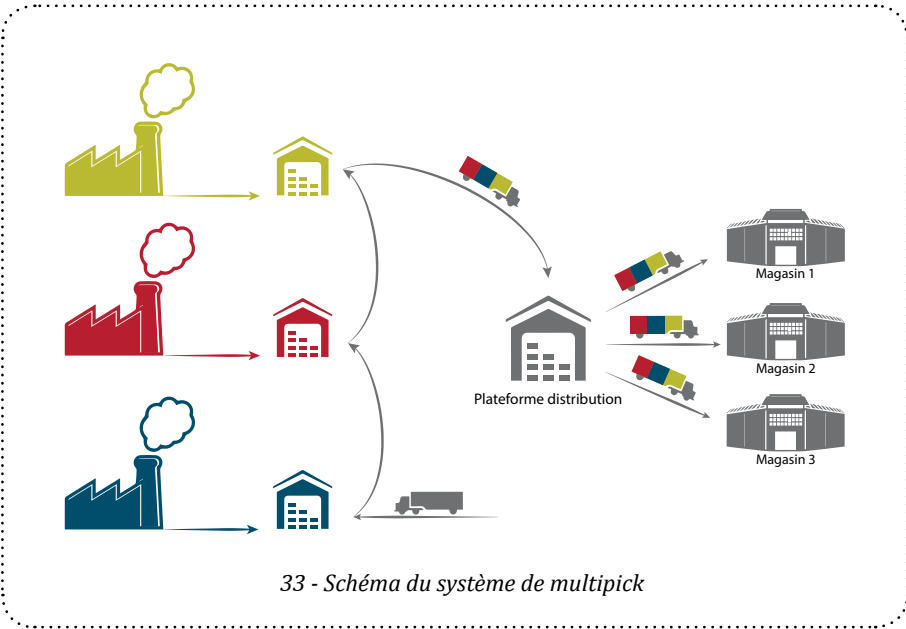 Magasin 1
Magasin 2
Plateforme distribution
Magasin 3
33 - Schéma du système de multipick